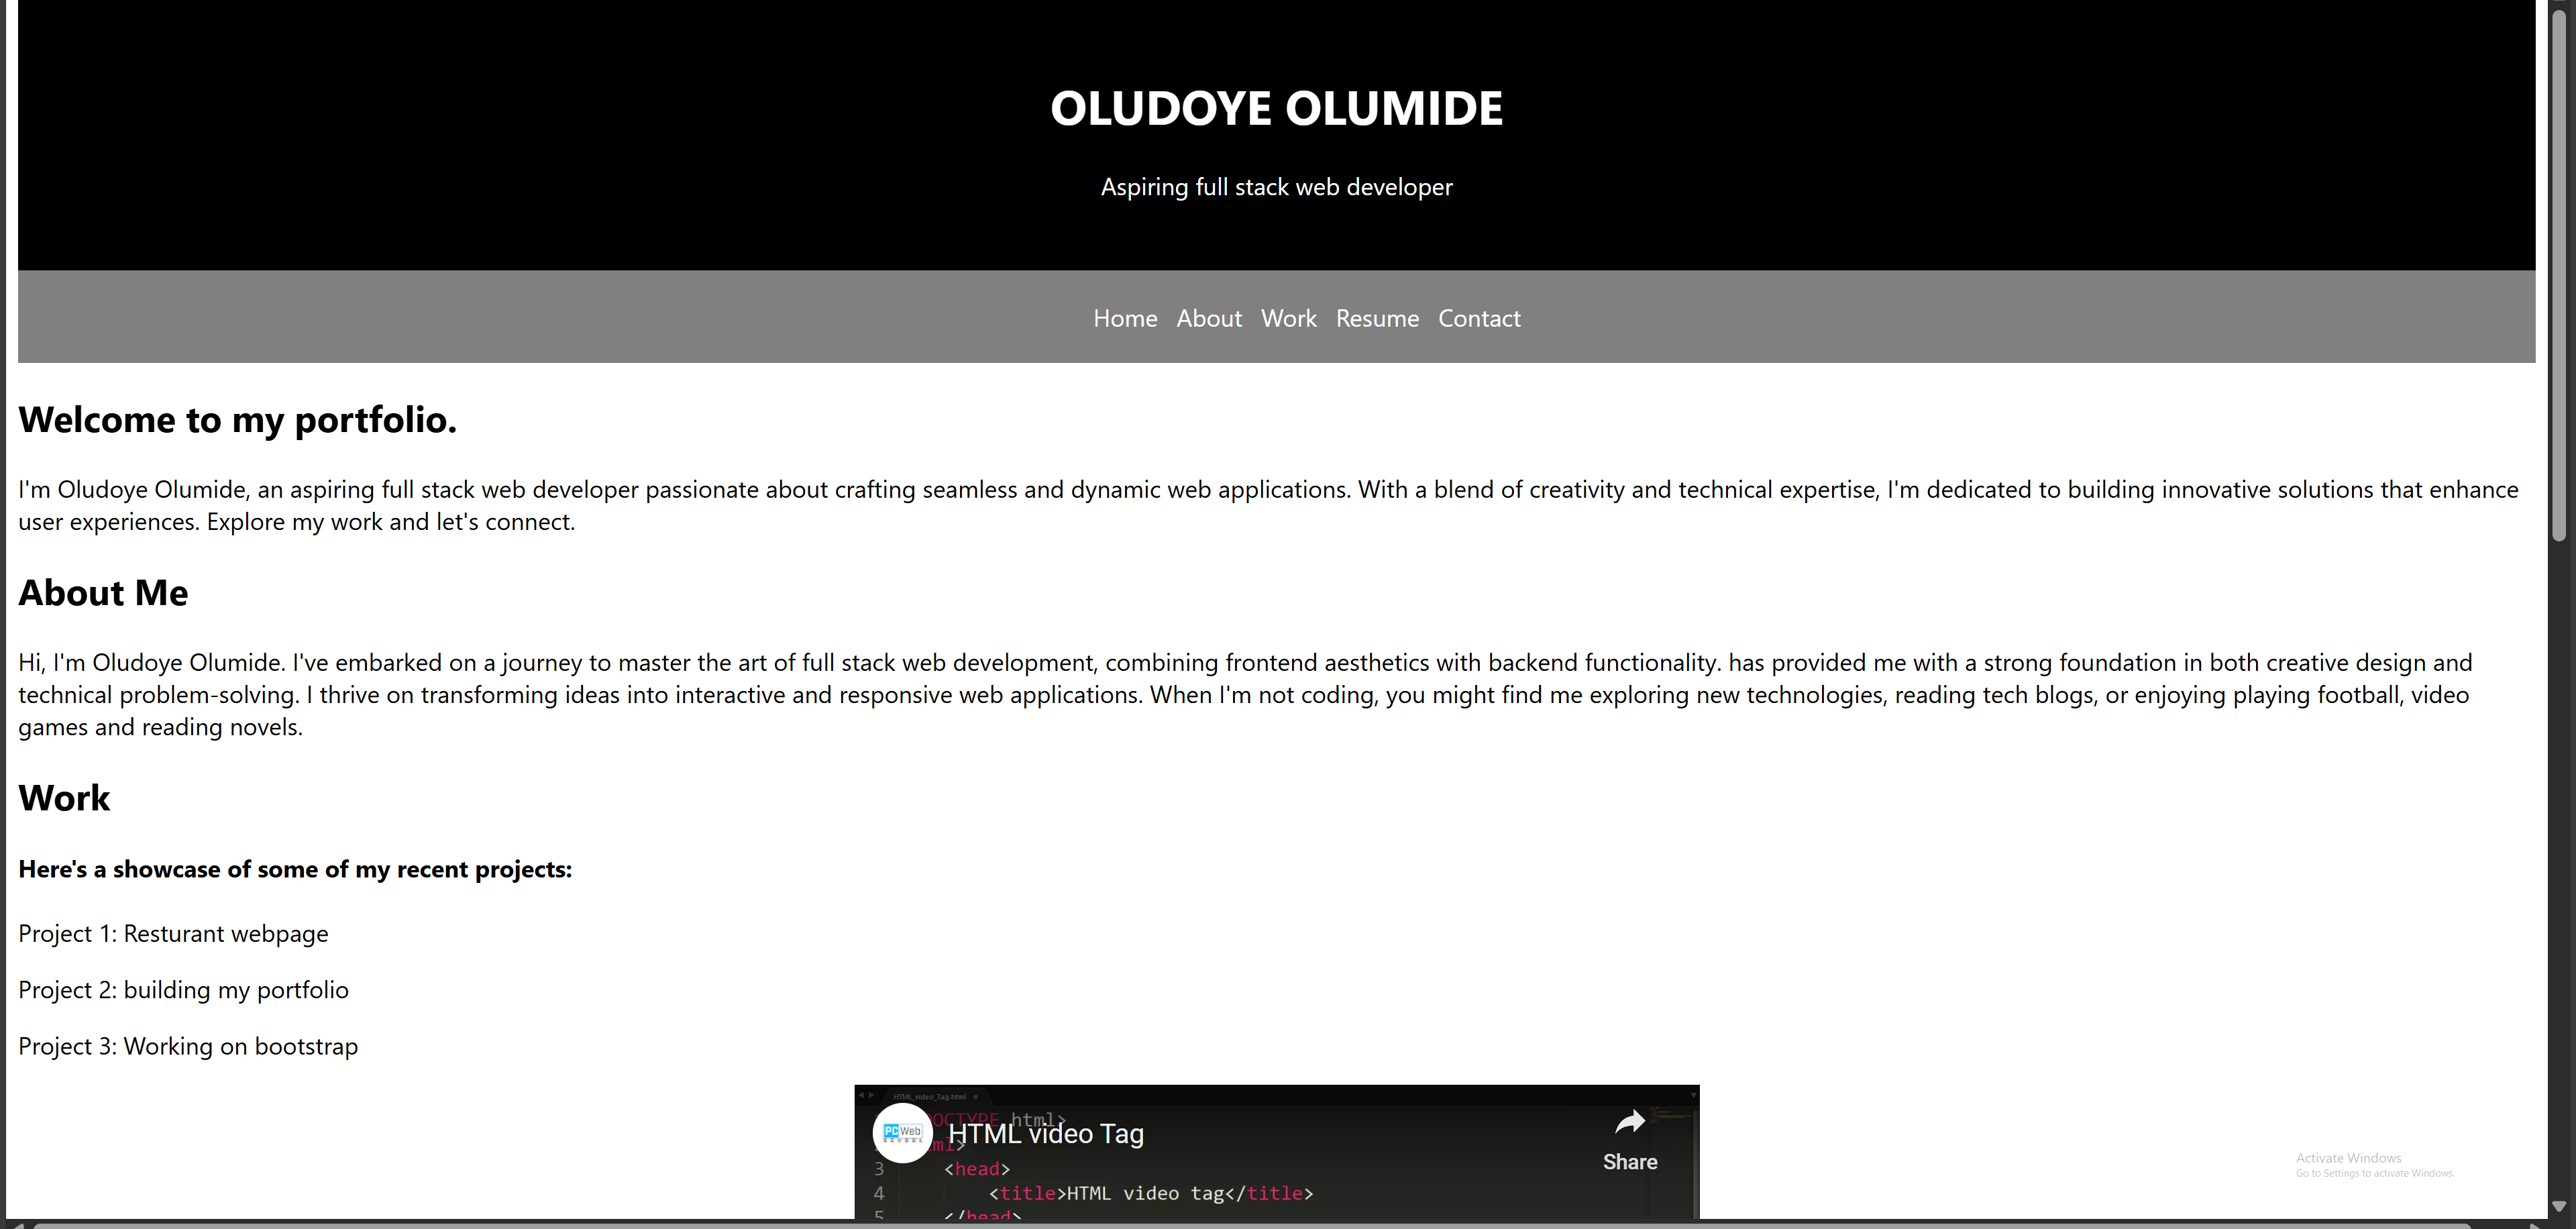 OLUDOYE OLUMIDE
Aspiring full stack web developer
Home About Work Resume Contact
Welcome to my portfolio.
I'm Oludoye Olumide, an aspiring full stack web developer passionate about crafting seamless and dynamic web applications. With a blend of creativity and technical expertise, I'm dedicated to building innovative solutions that enhance
user experiences. Explore my work and let's connect.
About Me
Hi, I'm Oludoye Olumide. I've embarked on a journey to master the art of full stack web development, combining frontend aesthetics with backend functionality. has provided me with a strong foundation in both creative design and
technical problem-solving. I thrive on transforming ideas into interactive and responsive web applications. When I'm not coding, you might find me exploring new technologies, reading tech blogs, or enjoying playing football, video
games and reading novels.
Work
Here's a showcase of some of my recent projects:
Project 1: Resturant webpage
Project 2: building my portfolio
Project 3: Working on bootstrap
HTML_video_Tag.html
OCTYPE html>
PC Web
SCHOOL
HTML video Tag
ml>
Share
3 <head>
4 <title>HTML video tag</title>
5 </head>
Activate Windows
Go to Settings to activate Windows.